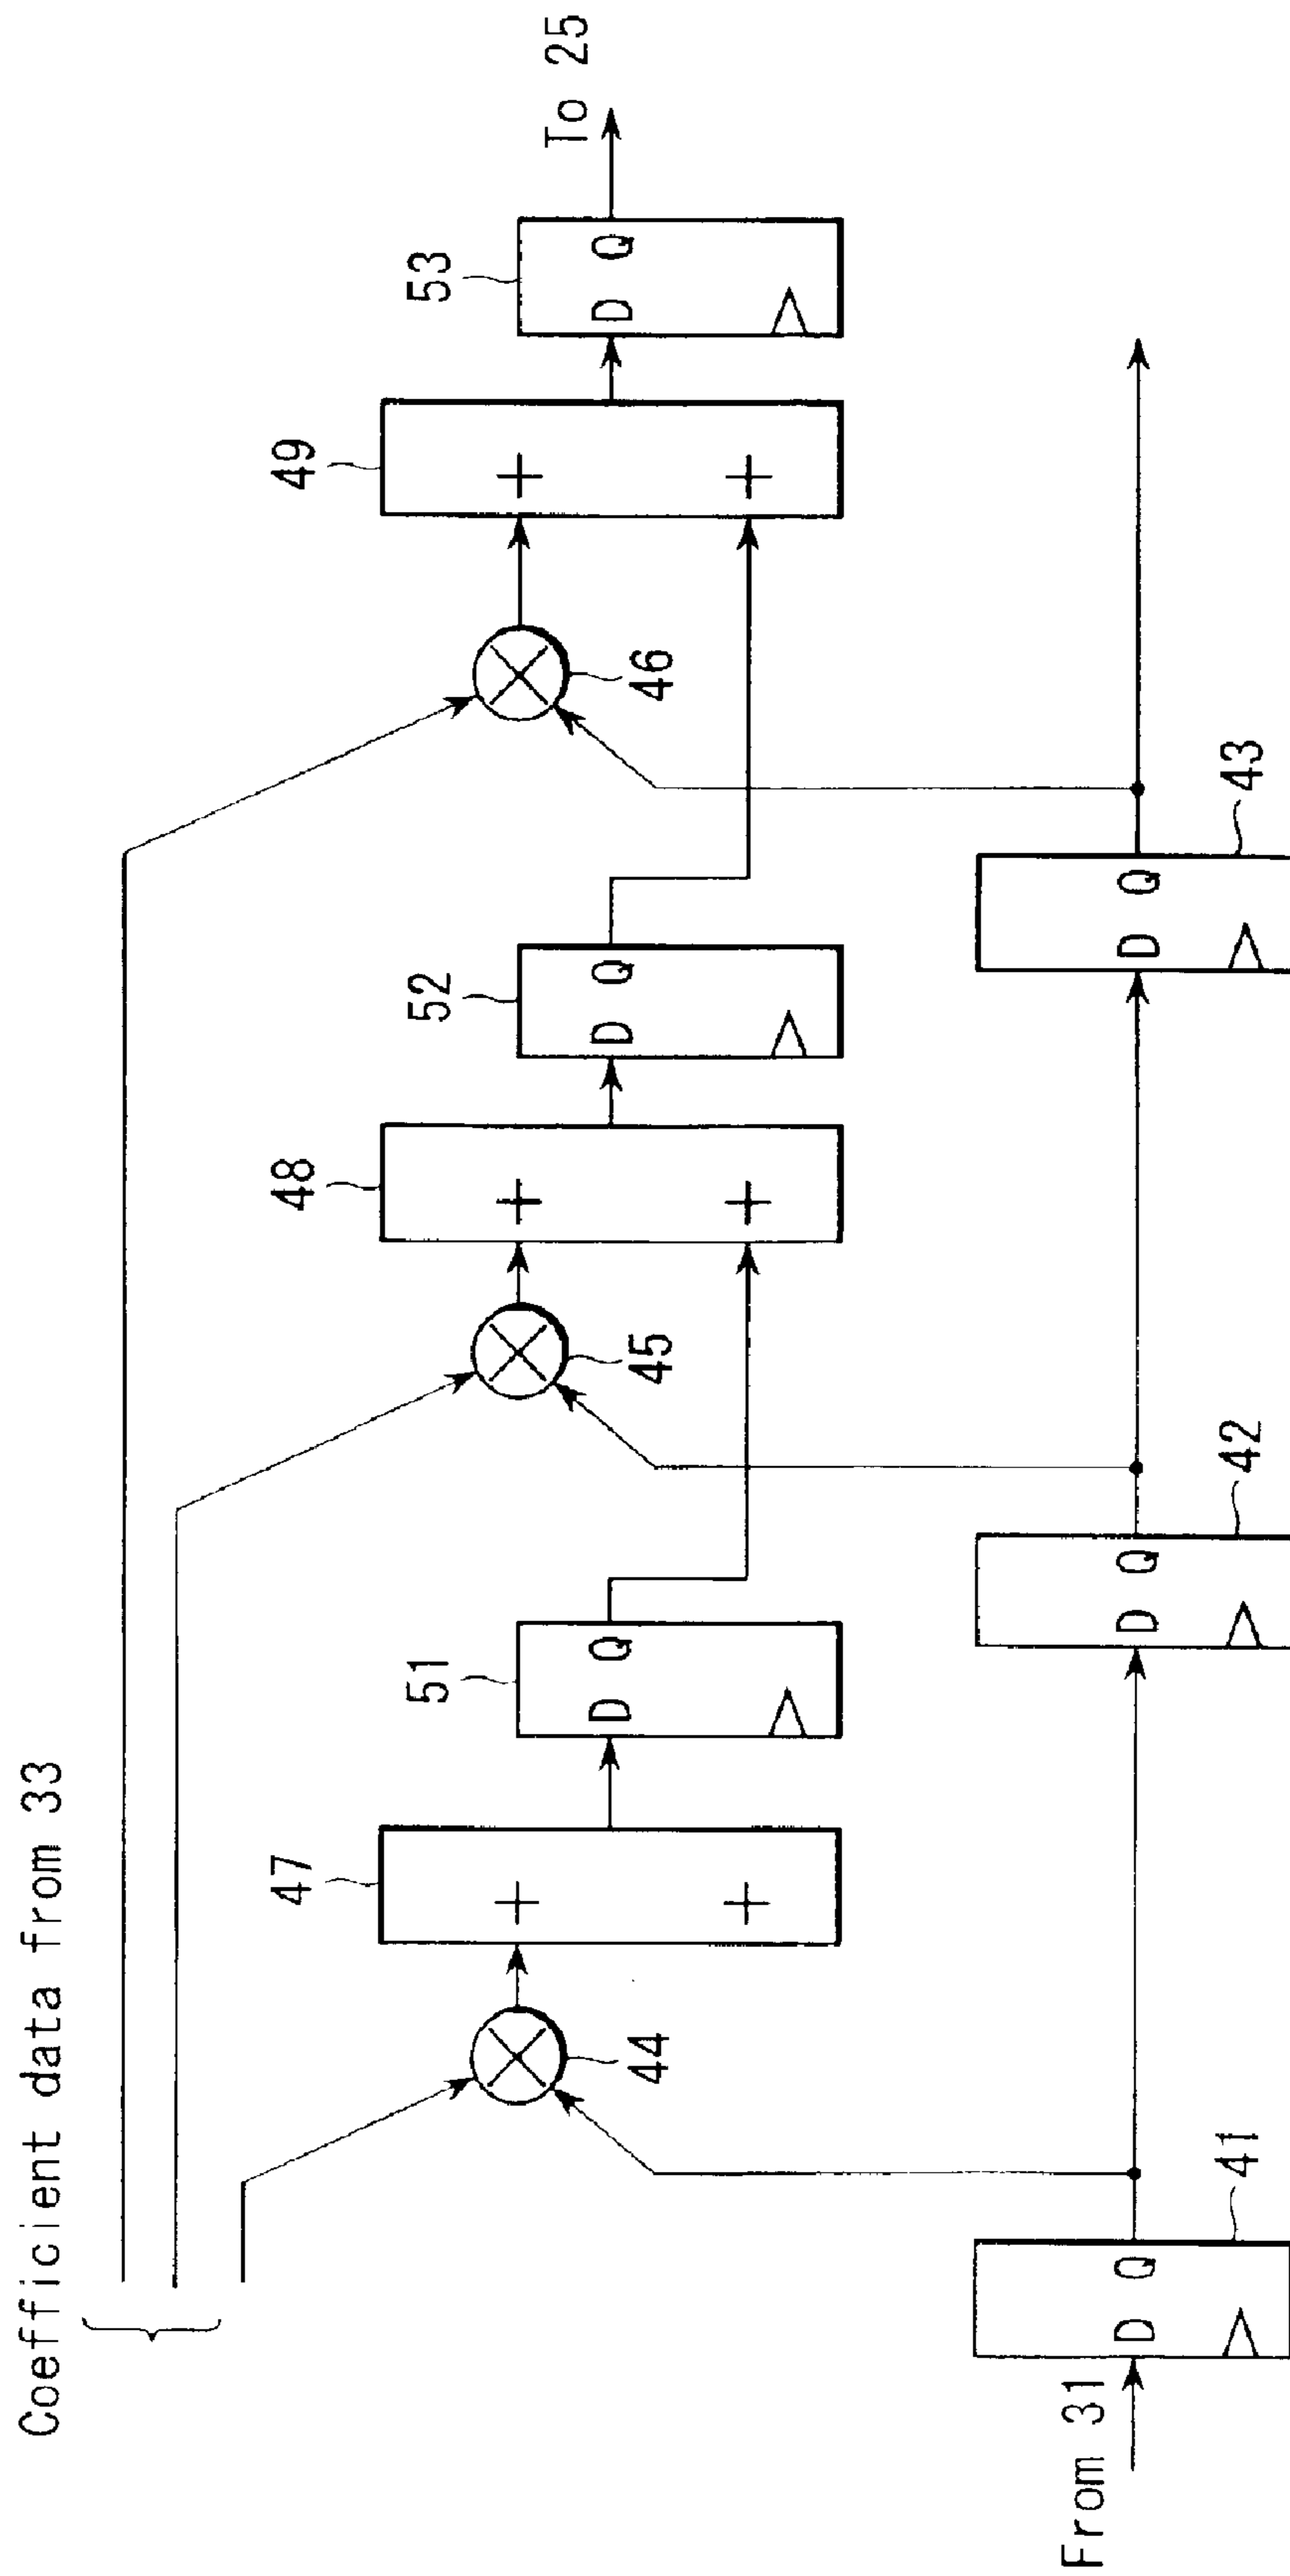 Coefficient data from 33
47
48
49
51
52
53
D Q
D Q
D Q
To 25
44
45
46
From 31
41
42
43
D Q
D Q
D Q
+
+
+
+
+
+